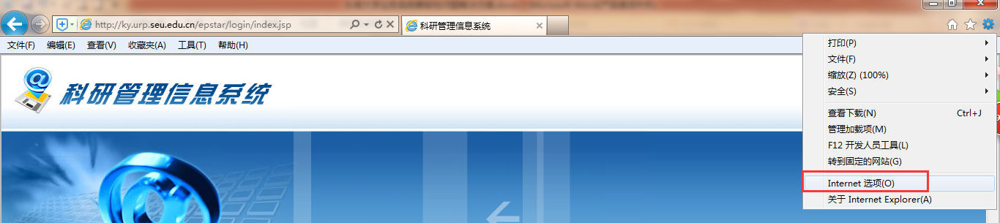 http://ky.urp.seu.edu.cn/epstar/login/index.jsp
科研管理信息系统
文件(F) 编辑(E) 查看(V) 收藏夹(A) 工具(T) 帮助(H)
科研管理信息系统
打印(P)
文件(F)
缩放(Z) (100%)
安全(S)
查看下载(N) Ctrl+J
管理加载项(M)
F12 开发人员工具(L)
转到固定的网站(G)
Internet 选项(O)
关于 Internet Explorer(A)